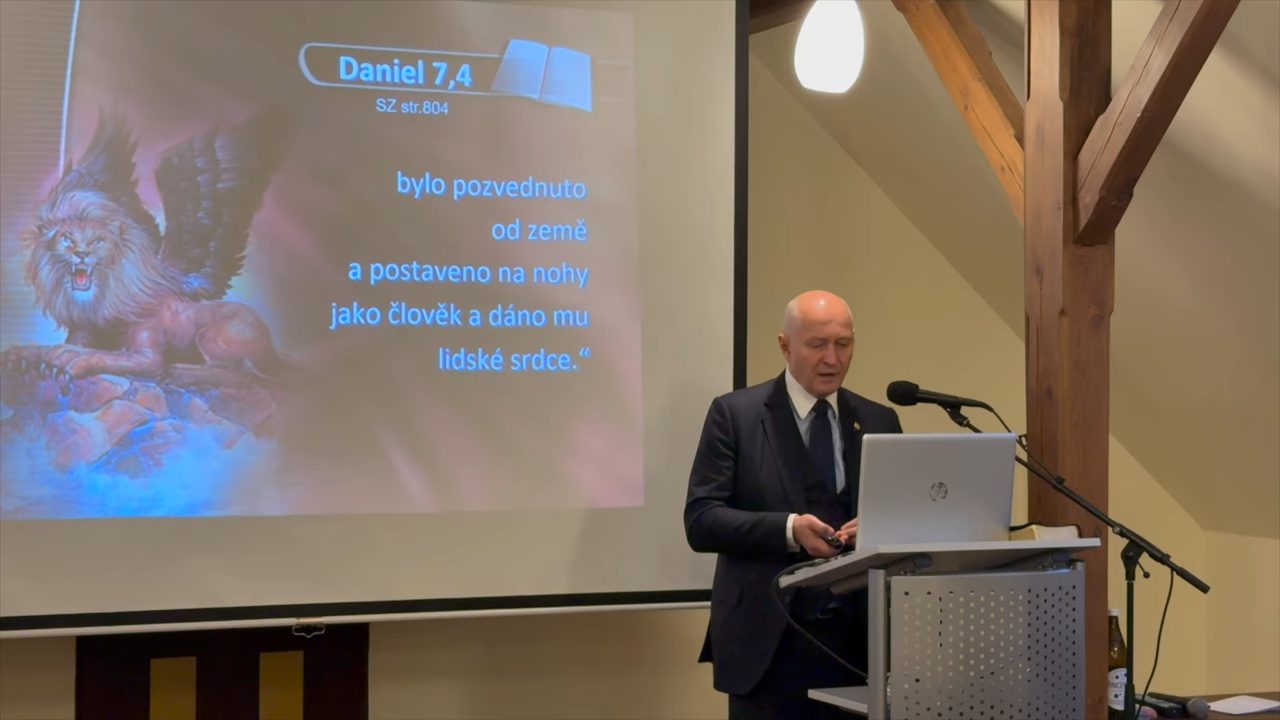 Daniel 7,4
SZ str.804
bylo pozvednuto
od země
a postaveno na nohy
jako člověk a dáno mu
lidské srdce.“
hp